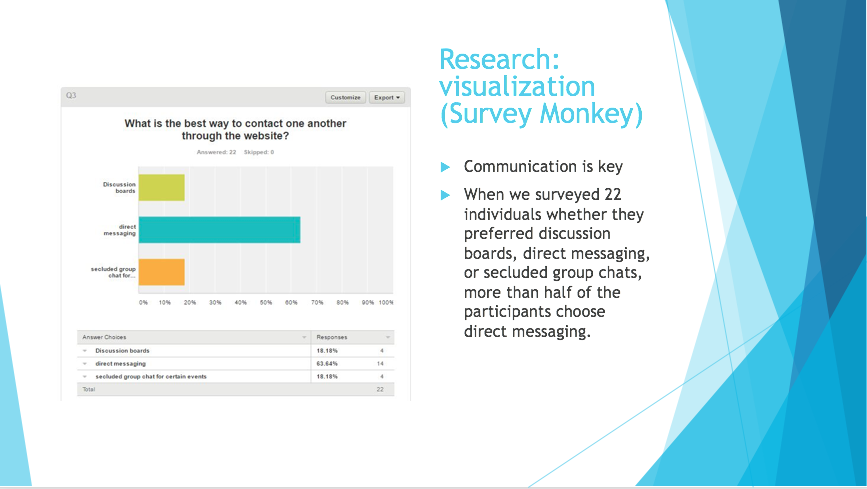 Q3
Customize
Export
What is the best way to contact one another
through the website?
Answered: 22 Skipped: 0
Discussion
boards
direct
messaging
secluded group
chat for...
0% 10% 20% 30% 40% 50% 60% 70% 80% 90% 100%
Answer Choices Responses
Discussion boards 18.18% 4
direct messaging 63.64% 14
secluded group chat for certain events 18.18% 4
Total 22
Research:
visualization
(Survey Monkey)
Communication is key
When we surveyed 22
individuals whether they
preferred discussion
boards, direct messaging,
or secluded group chats,
more than half of the
participants choose
direct messaging.